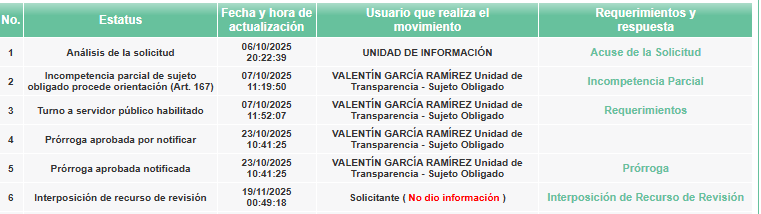 No. Estatus Fecha y hora de actualización Usuario que realiza el movimiento Requerimientos y respuesta
1 Análisis de la solicitud 06/10/2025 20:22:39 UNIDAD DE INFORMACIÓN Acuse de la Solicitud
2 Incompetencia parcial de sujeto obligado procede orientación (Art. 167) 07/10/2025 11:19:50 VALENTÍN GARCÍA RAMÍREZ Unidad de Transparencia - Sujeto Obligado Incompetencia Parcial
3 Turno a servidor público habilitado 07/10/2025 11:52:07 VALENTÍN GARCÍA RAMÍREZ Unidad de Transparencia - Sujeto Obligado Requerimientos
4 Prórroga aprobada por notificar 23/10/2025 10:41:25 VALENTÍN GARCÍA RAMÍREZ Unidad de Transparencia - Sujeto Obligado
5 Prórroga aprobada notificada 23/10/2025 10:41:25 VALENTÍN GARCÍA RAMÍREZ Unidad de Transparencia - Sujeto Obligado Prórroga
6 Interposición de recurso de revisión 19/11/2025 00:49:18 Solicitante ( No dio información ) Interposición de Recurso de Revisión